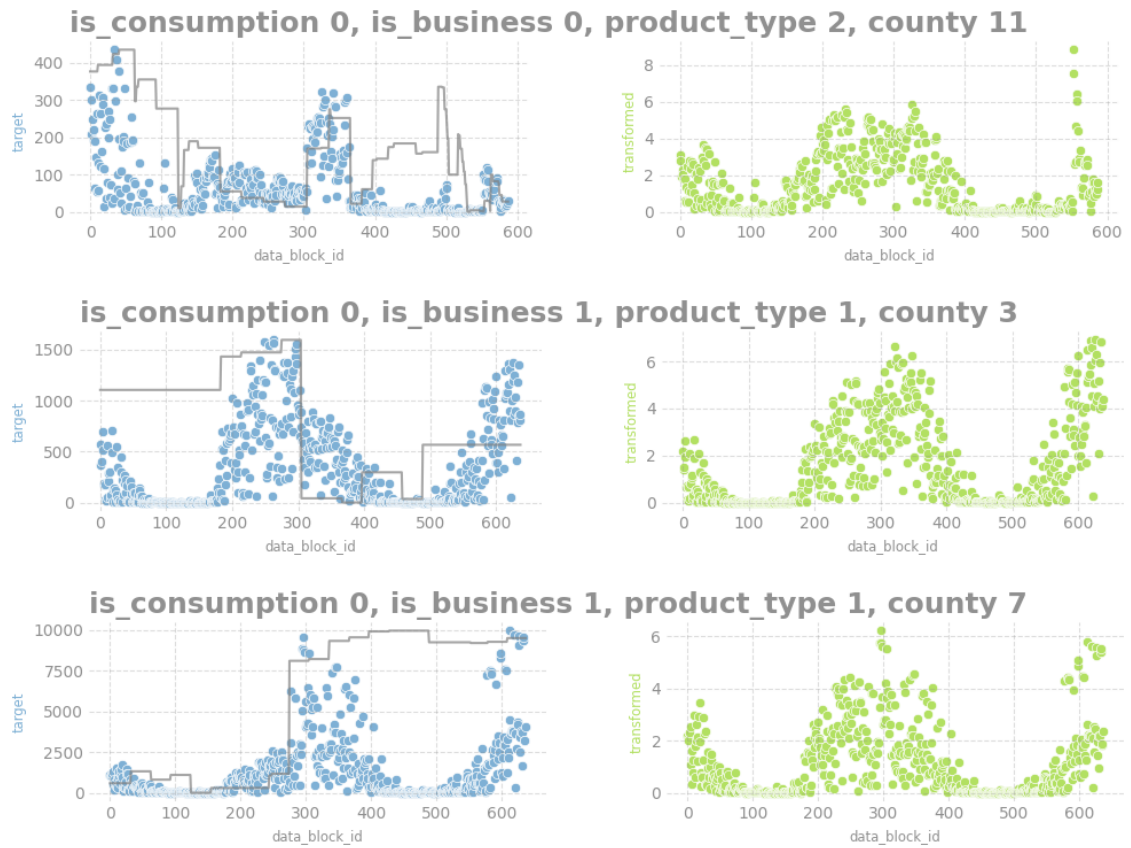 is_consumption 0, is_business 0, product_type 2, county 11
400
300
200
100
0
target
0 100 200 300 400 500 600
data_block_id
8
6
4
2
0
transformed
0 100 200 300 400 500 600
data_block_id
is_consumption 0, is_business 1, product_type 1, county 3
1500
1000
500
0
target
0 100 200 300 400 500 600
data_block_id
6
4
2
0
transformed
0 100 200 300 400 500 600
data_block_id
is_consumption 0, is_business 1, product_type 1, county 7
10000
7500
5000
2500
0
target
0 100 200 300 400 500 600
data_block_id
6
4
2
0
transformed
0 100 200 300 400 500 600
data_block_id